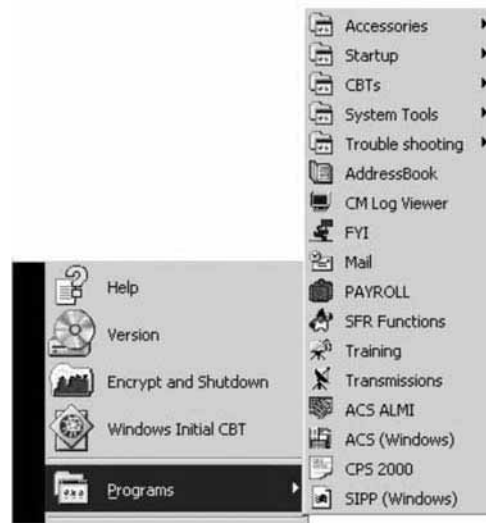 Accessories
Startup
CBTs
System Tools
Trouble shooting
AddressBook
CM Log Viewer
FYI
Mail
PAYROLL
SFR Functions
Training
Transmissions
ACS ALMI
ACS (Windows)
CPS 2000
SIPP (Windows)
Help
Version
Encrypt and Shutdown
Windows Initial CBT
Programs